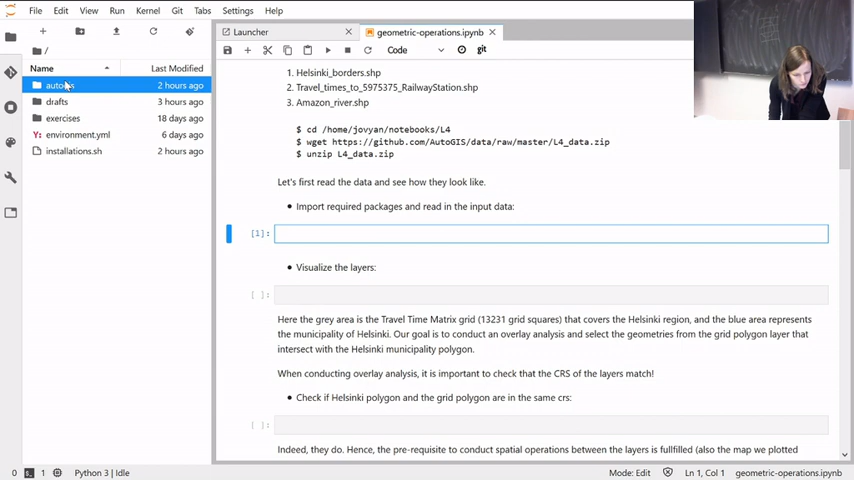 File Edit View Run Kernel Git Tabs Settings Help
Launcher
geometric-operations.ipynb
Code
git
/
Name
Last Modified
2 hours ago
drafts
3 hours ago
exercises
18 days ago
Y: environment.yml
6 days ago
installations.sh
2 hours ago
1. Helsinki_borders.shp
2. Travel_times_to_5975375_RailwayStation.shp
3. Amazon_river.shp
$ cd /home/jovyan/notebooks/L4
$ wget https://github.com/AutoGIS/data/raw/master/L4_data.zip
$ unzip L4_data.zip
Let's first read the data and see how they look like.
• Import required packages and read in the input data:
[1]:
• Visualize the layers:
[ ]:
Here the grey area is the Travel Time Matrix grid (13231 grid squares) that covers the Helsinki region, and the blue area represents
the municipality of Helsinki. Our goal is to conduct an overlay analysis and select the geometries from the grid polygon layer that
intersect with the Helsinki municipality polygon.
When conducting overlay analysis, it is important to check that the CRS of the layers match!
• Check if Helsinki polygon and the grid polygon are in the same crs:
[ ]:
Indeed, they do. Hence, the pre-requisite to conduct spatial operations between the layers is fullfilled (also the map we plotted
0
1
Python 3 | Idle
Mode: Edit
Ln 1, Col 1
geometric-operations.ipynb